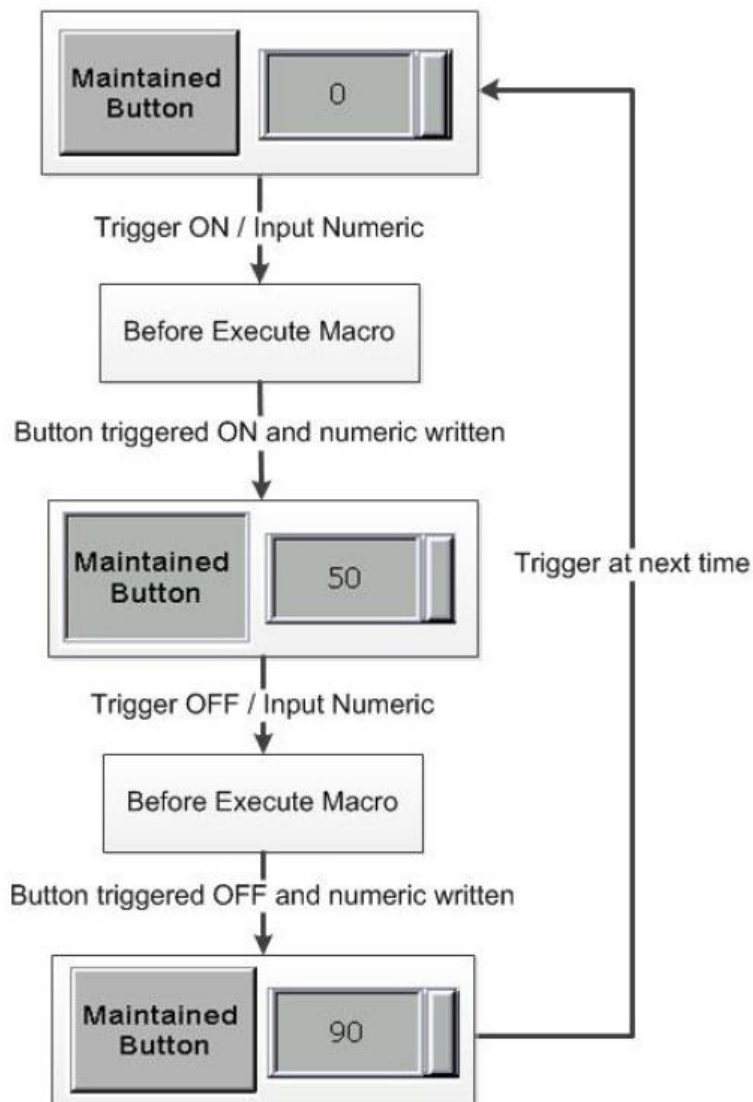 Maintained
Button
0
Trigger ON / Input Numeric
Before Execute Macro
Button triggered ON and numeric written
Maintained
Button
50
Trigger at next time
Trigger OFF / Input Numeric
Before Execute Macro
Button triggered OFF and numeric written
Maintained
Button
90